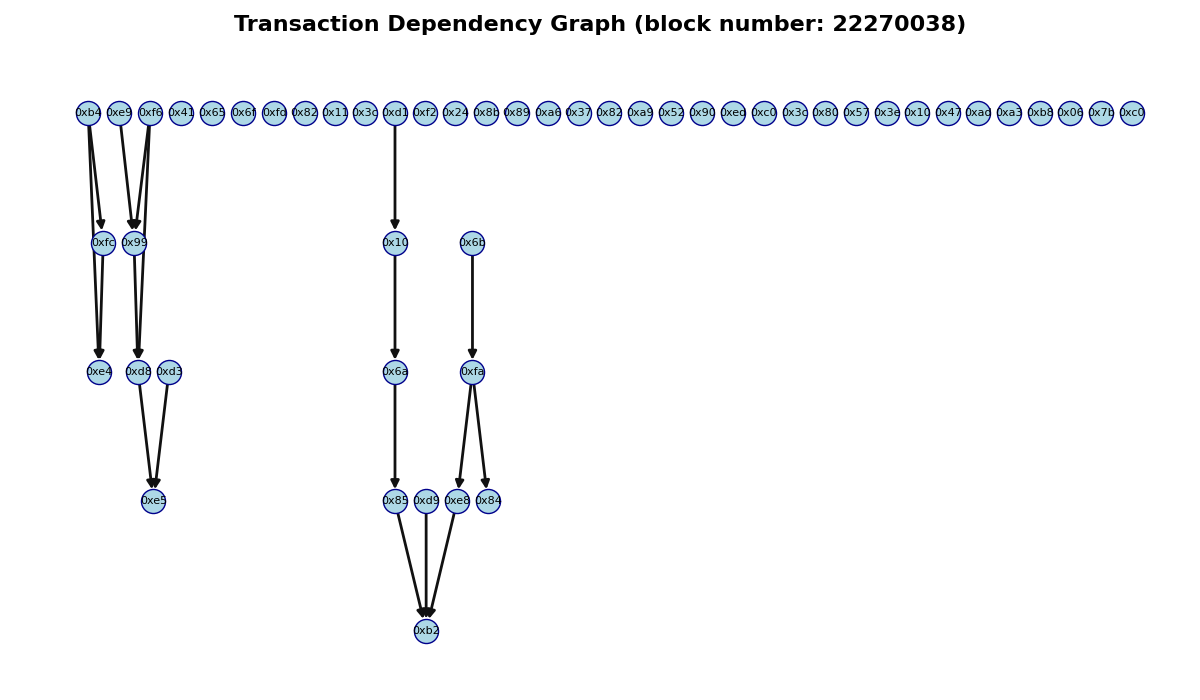 Transaction Dependency Graph (block number: 22270038)
0xb4 0xe9 0xf6 0x41 0x65 0x6f 0xfd 0x82 0x11 0x3c 0xd1 0xf2 0x24 0x8b 0x89 0xa6 0x37 0x82 0xa9 0x52 0x90 0xed 0xc0 0x3c 0x80 0x57 0x3e 0x10 0x47 0xad 0xa3 0xb8 0x06 0x7b 0xc0
0xfc 0x99 0x10 0x6b
0xe4 0xd8 0xd3 0x6a 0xfa
0xe5 0x85 0xd9 0xe8 0x84
0xb2